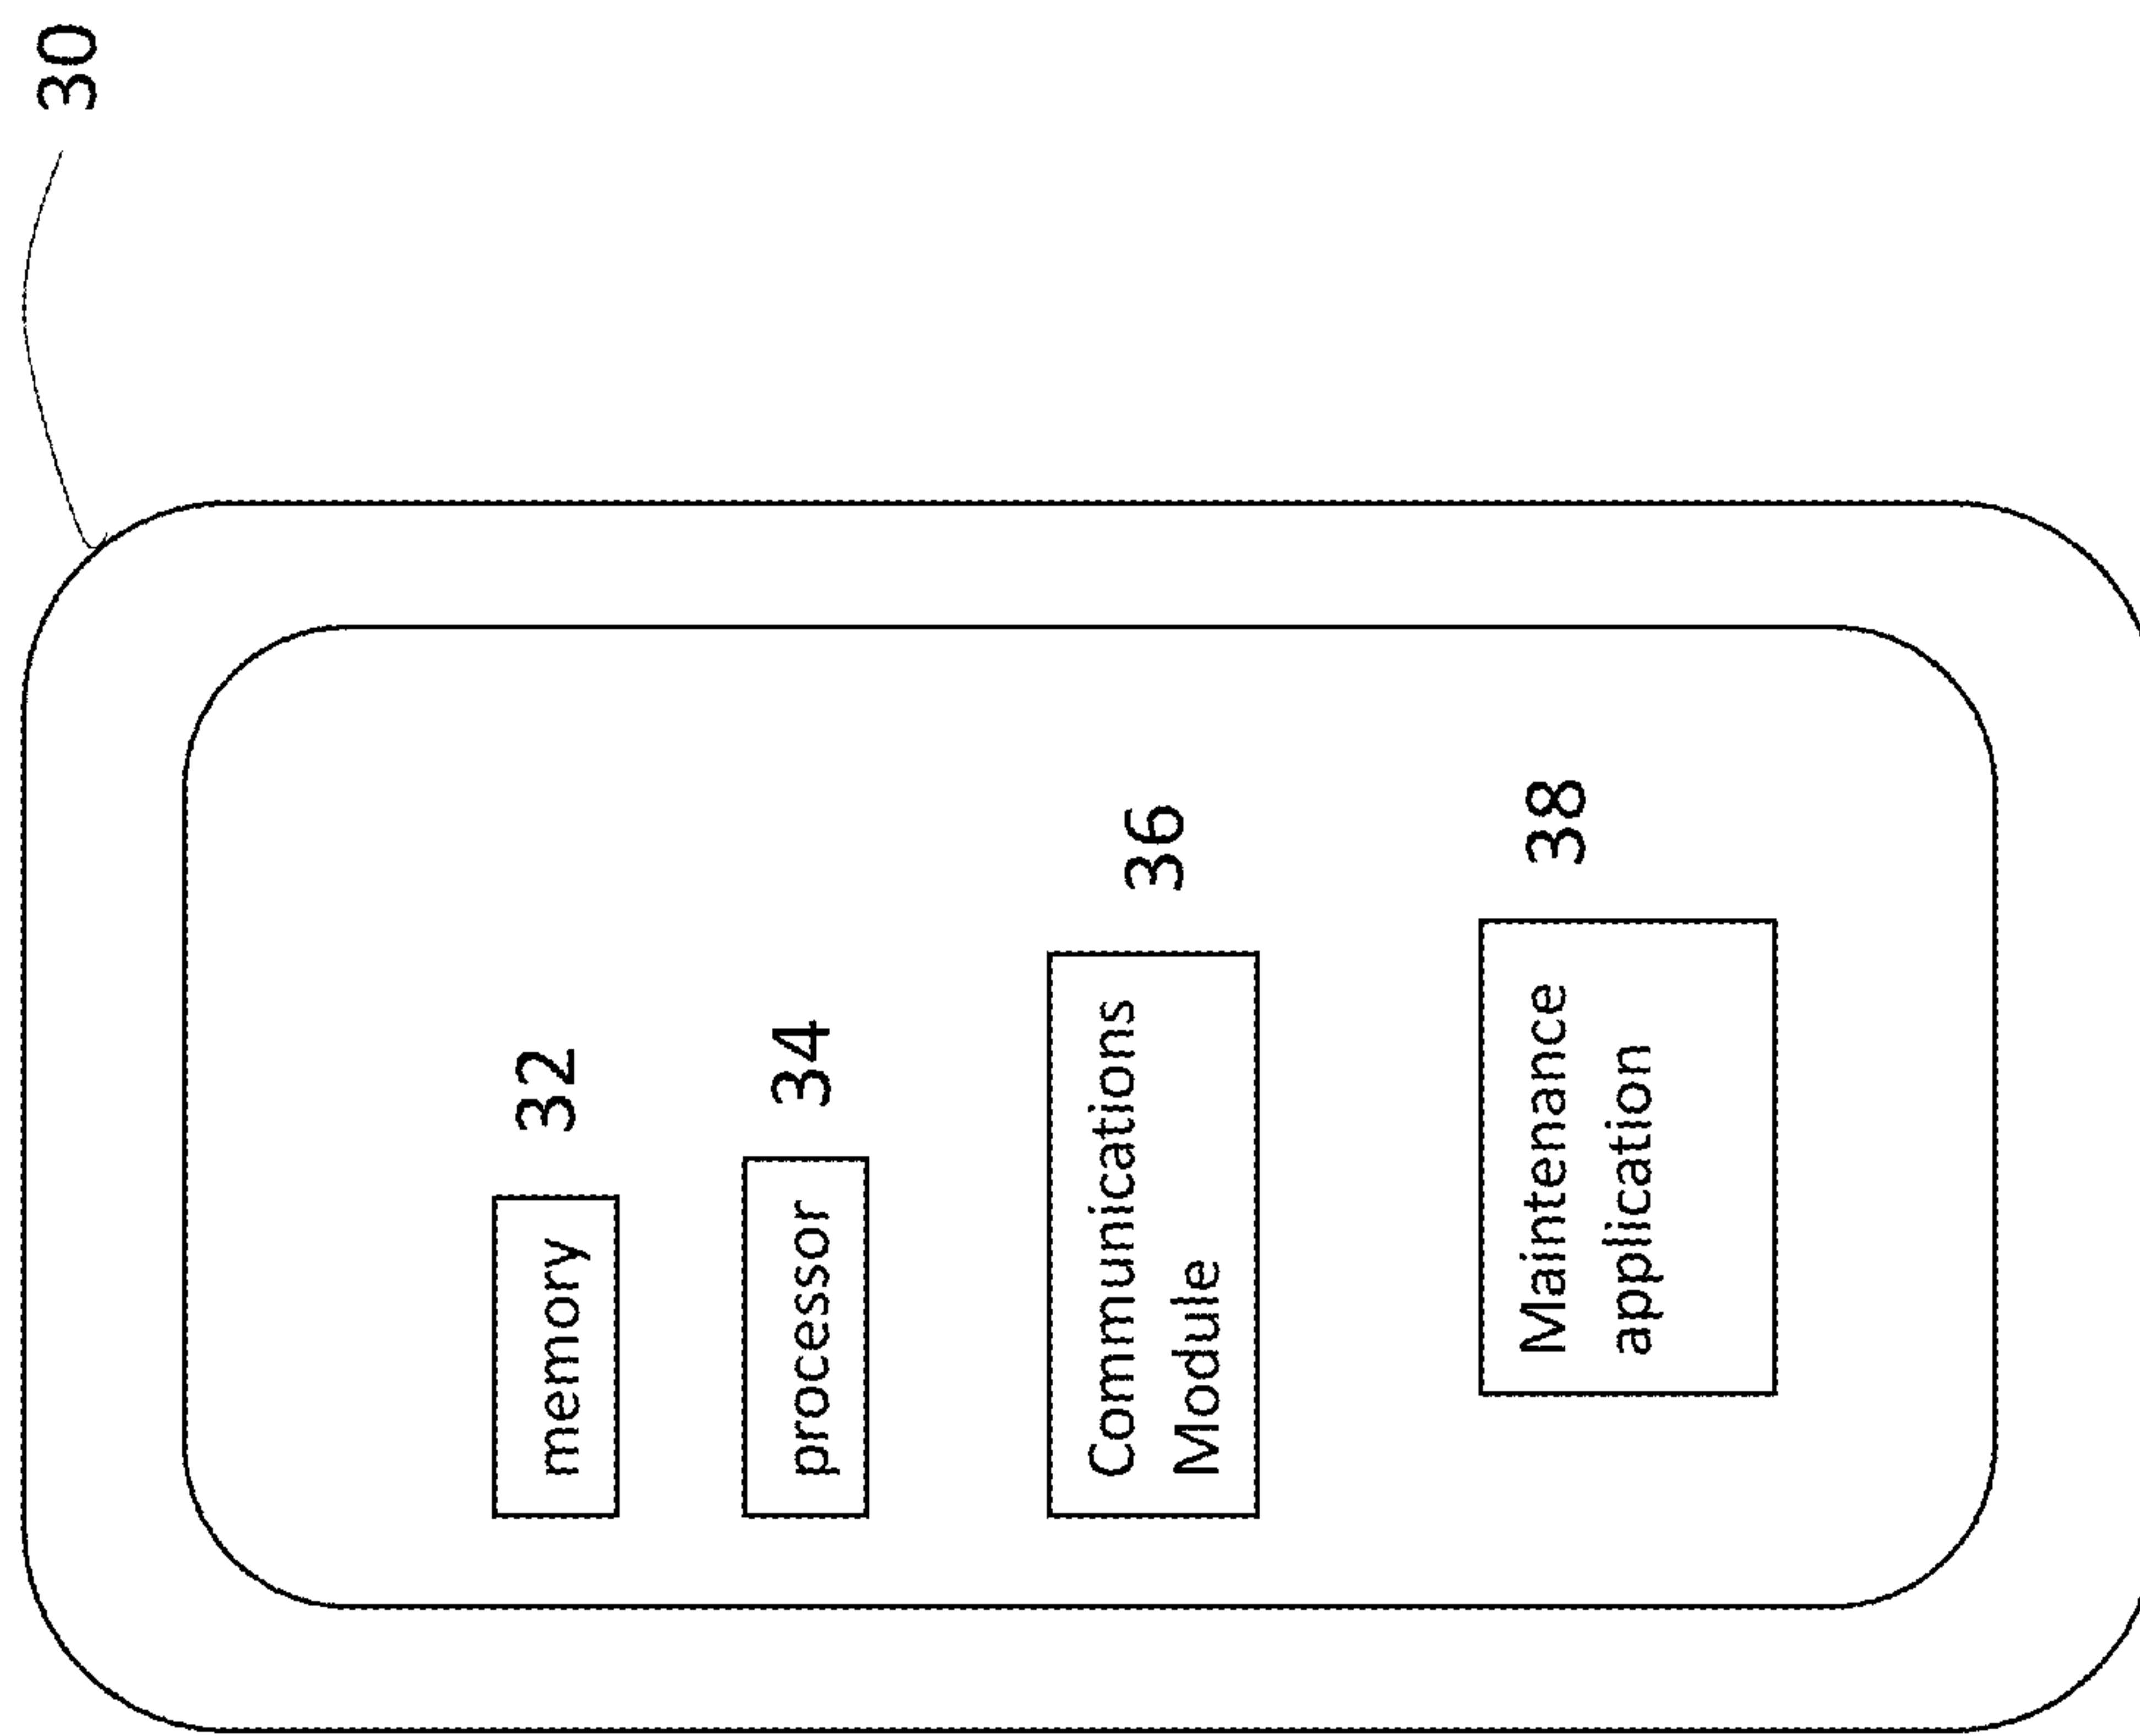 30
memory 32
processor 34
Communications
Module
36
Maintenance
application
38